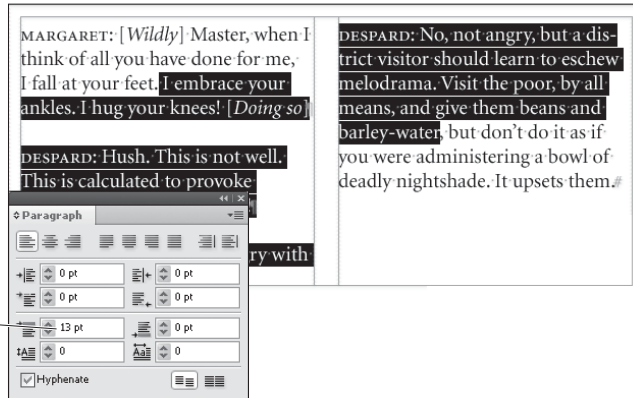 MARGARET: [Wildly] Master, when I
think of all you have done for me,
I fall at your feet. I embrace your
ankles. I hug your knees! [Doing so]
DESPARD: Hush. This is not well.
This is calculated to provoke
ry with
DESPARD: No, not angry, but a dis-
trict visitor should learn to eschew
melodrama. Visit the poor, by all
means, and give them beans and
barley-water, but don't do it as if
you were administering a bowl of
deadly nightshade. It upsets them.#
Paragraph
0 pt 0 pt
0 pt 0 pt
13 pt 0 pt
0 0
Hyphenate